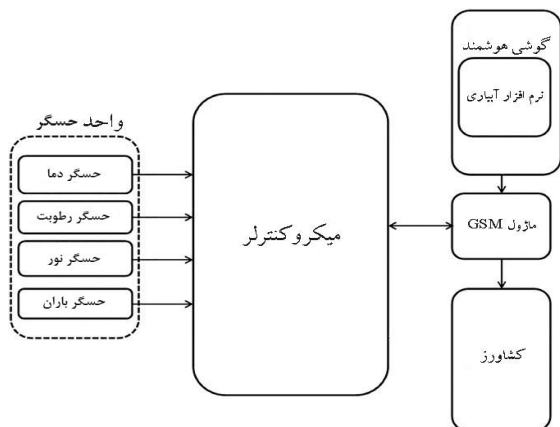 گوشی هوشمند
نرم افزار آبیاری
واحد حسگر
حسگر دما
حسگر رطوبت
حسگر نور
حسگر باران
میکروکنترلر
ماژول GSM
کشاورز